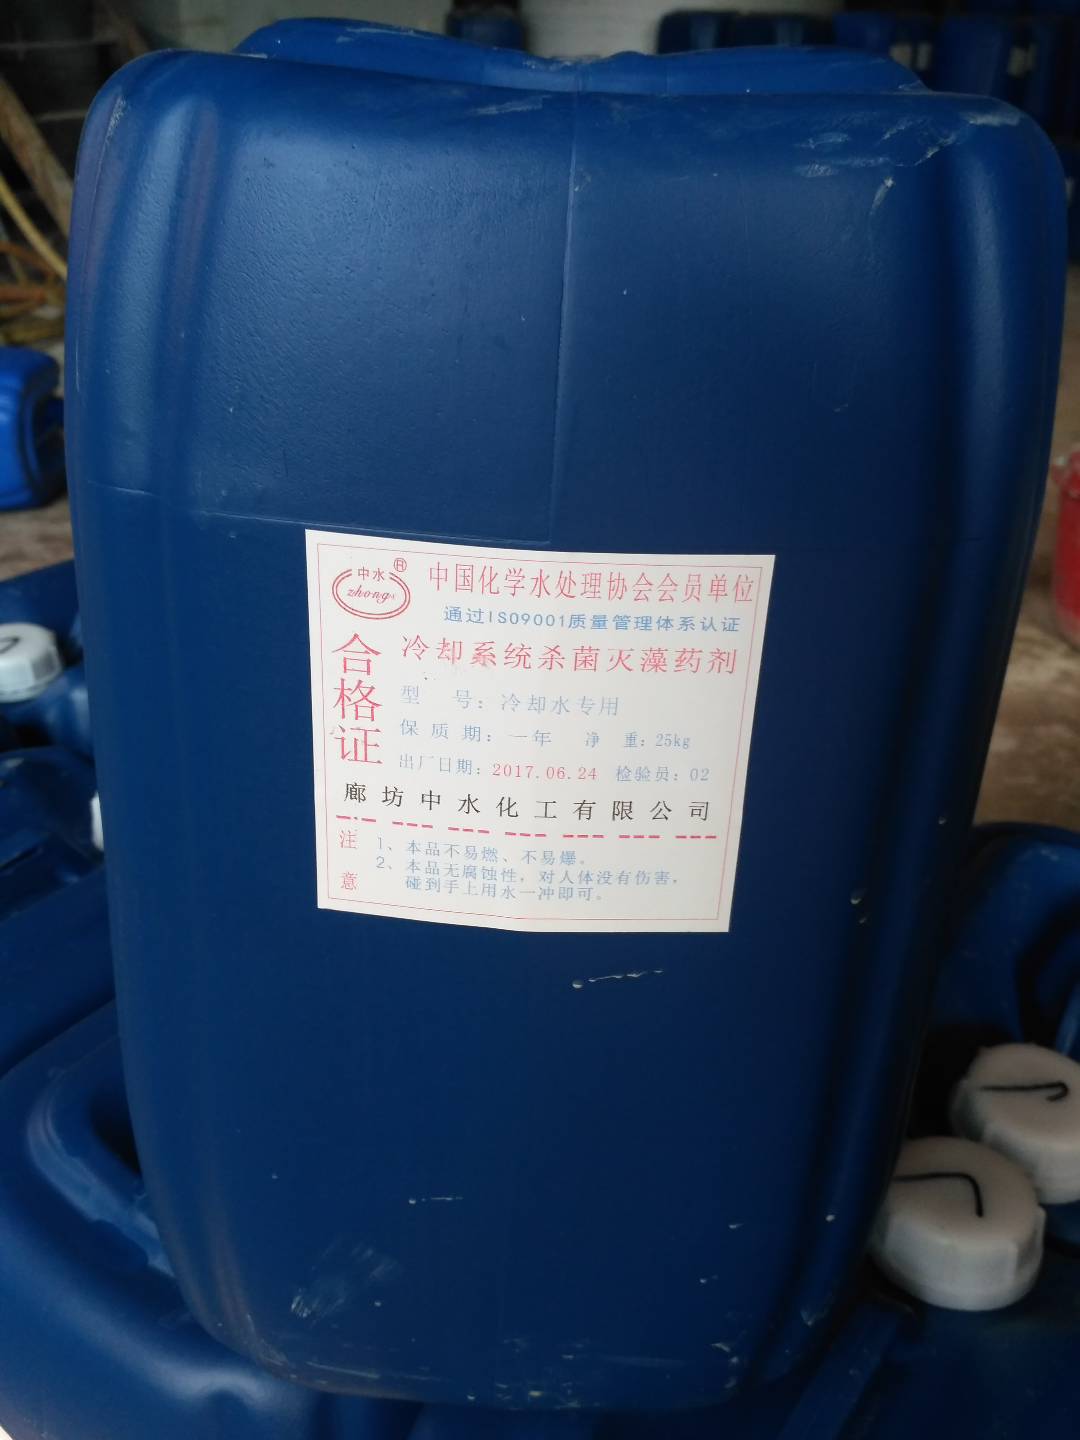 中水®
zhong
中国化学水处理协会会员单位
通过ISO9001质量管理体系认证
合格证
冷却系统杀菌灭藻药剂
型 号：冷却水专用
保质期：一年 净 重：25kg
出厂日期：2017.06.24 检验员：02
廊坊中水化工有限公司
注意
1、本品不易燃、不易爆。
2、本品无腐蚀性，对人体没有伤害，
碰到手上用水一冲即可。